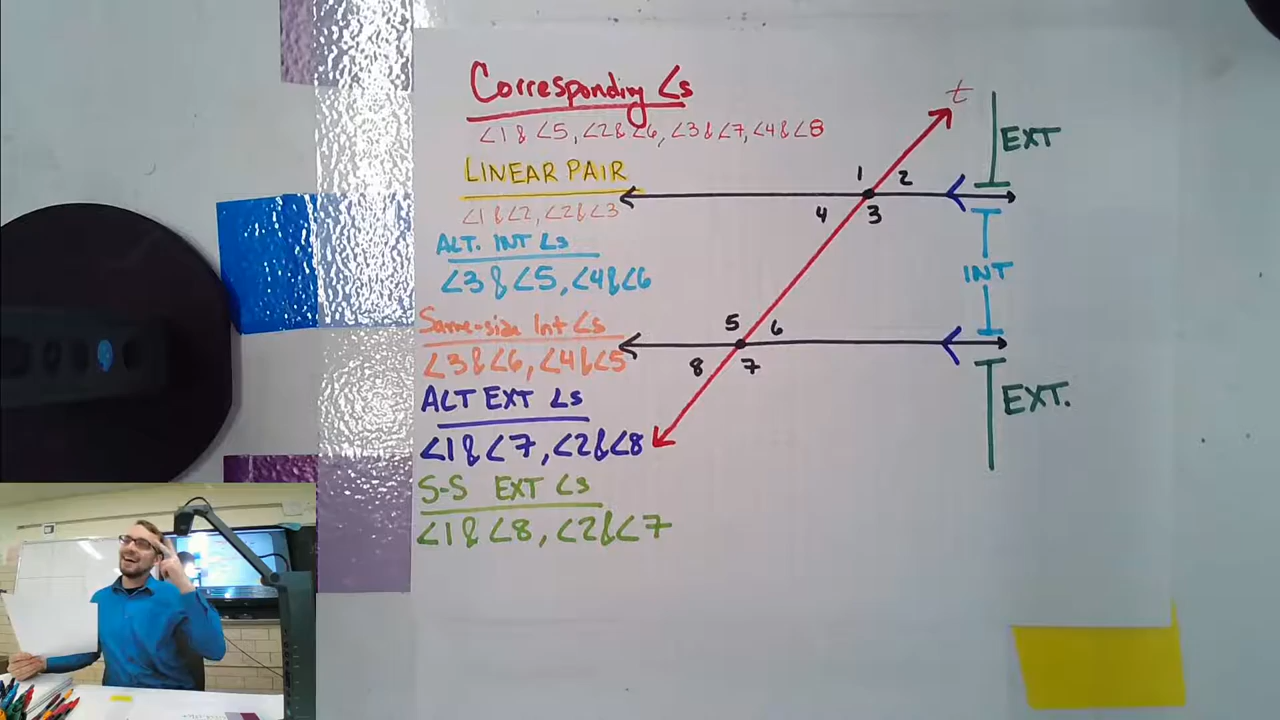 Corresponding ∠s
∠1 & ∠5, ∠2 & ∠6, ∠3 & ∠7, ∠4 & ∠8
LINEAR PAIR
∠1 & ∠2, ∠2 & ∠3
ALT. INT ∠s
∠3 & ∠5, ∠4 & ∠6
Same-side Int ∠s
∠3 & ∠6, ∠4 & ∠5
ALT EXT ∠s
∠1 & ∠7, ∠2 & ∠8
S-S EXT ∠s
∠1 & ∠8, ∠2 & ∠7
t
EXT
1 2
4 3
INT
5 6
8 7
EXT.